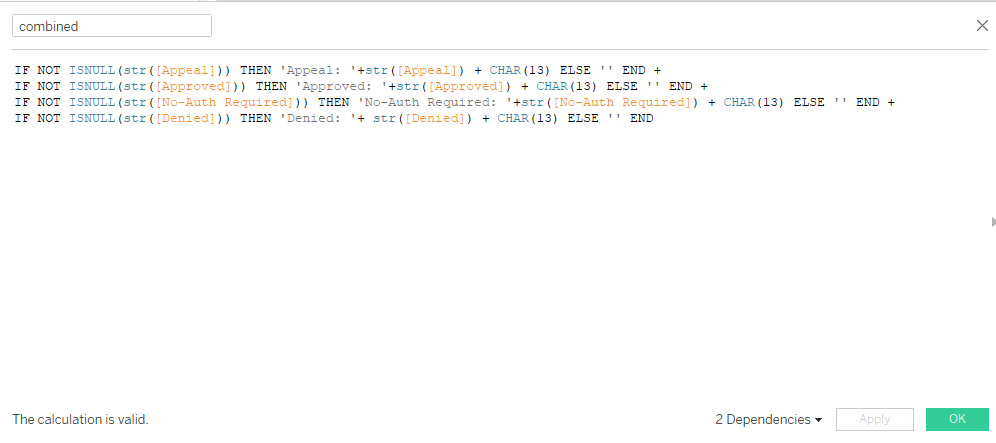 combined
IF NOT ISNULL(str([Appeal])) THEN 'Appeal: '+str([Appeal]) + CHAR(13) ELSE '' END +
IF NOT ISNULL(str([Approved])) THEN 'Approved: '+str([Approved]) + CHAR(13) ELSE '' END +
IF NOT ISNULL(str([No-Auth Required])) THEN 'No-Auth Required: '+str([No-Auth Required]) + CHAR(13) ELSE '' END +
IF NOT ISNULL(str([Denied])) THEN 'Denied: '+ str([Denied]) + CHAR(13) ELSE '' END
The calculation is valid.
2 Dependencies
Apply
OK